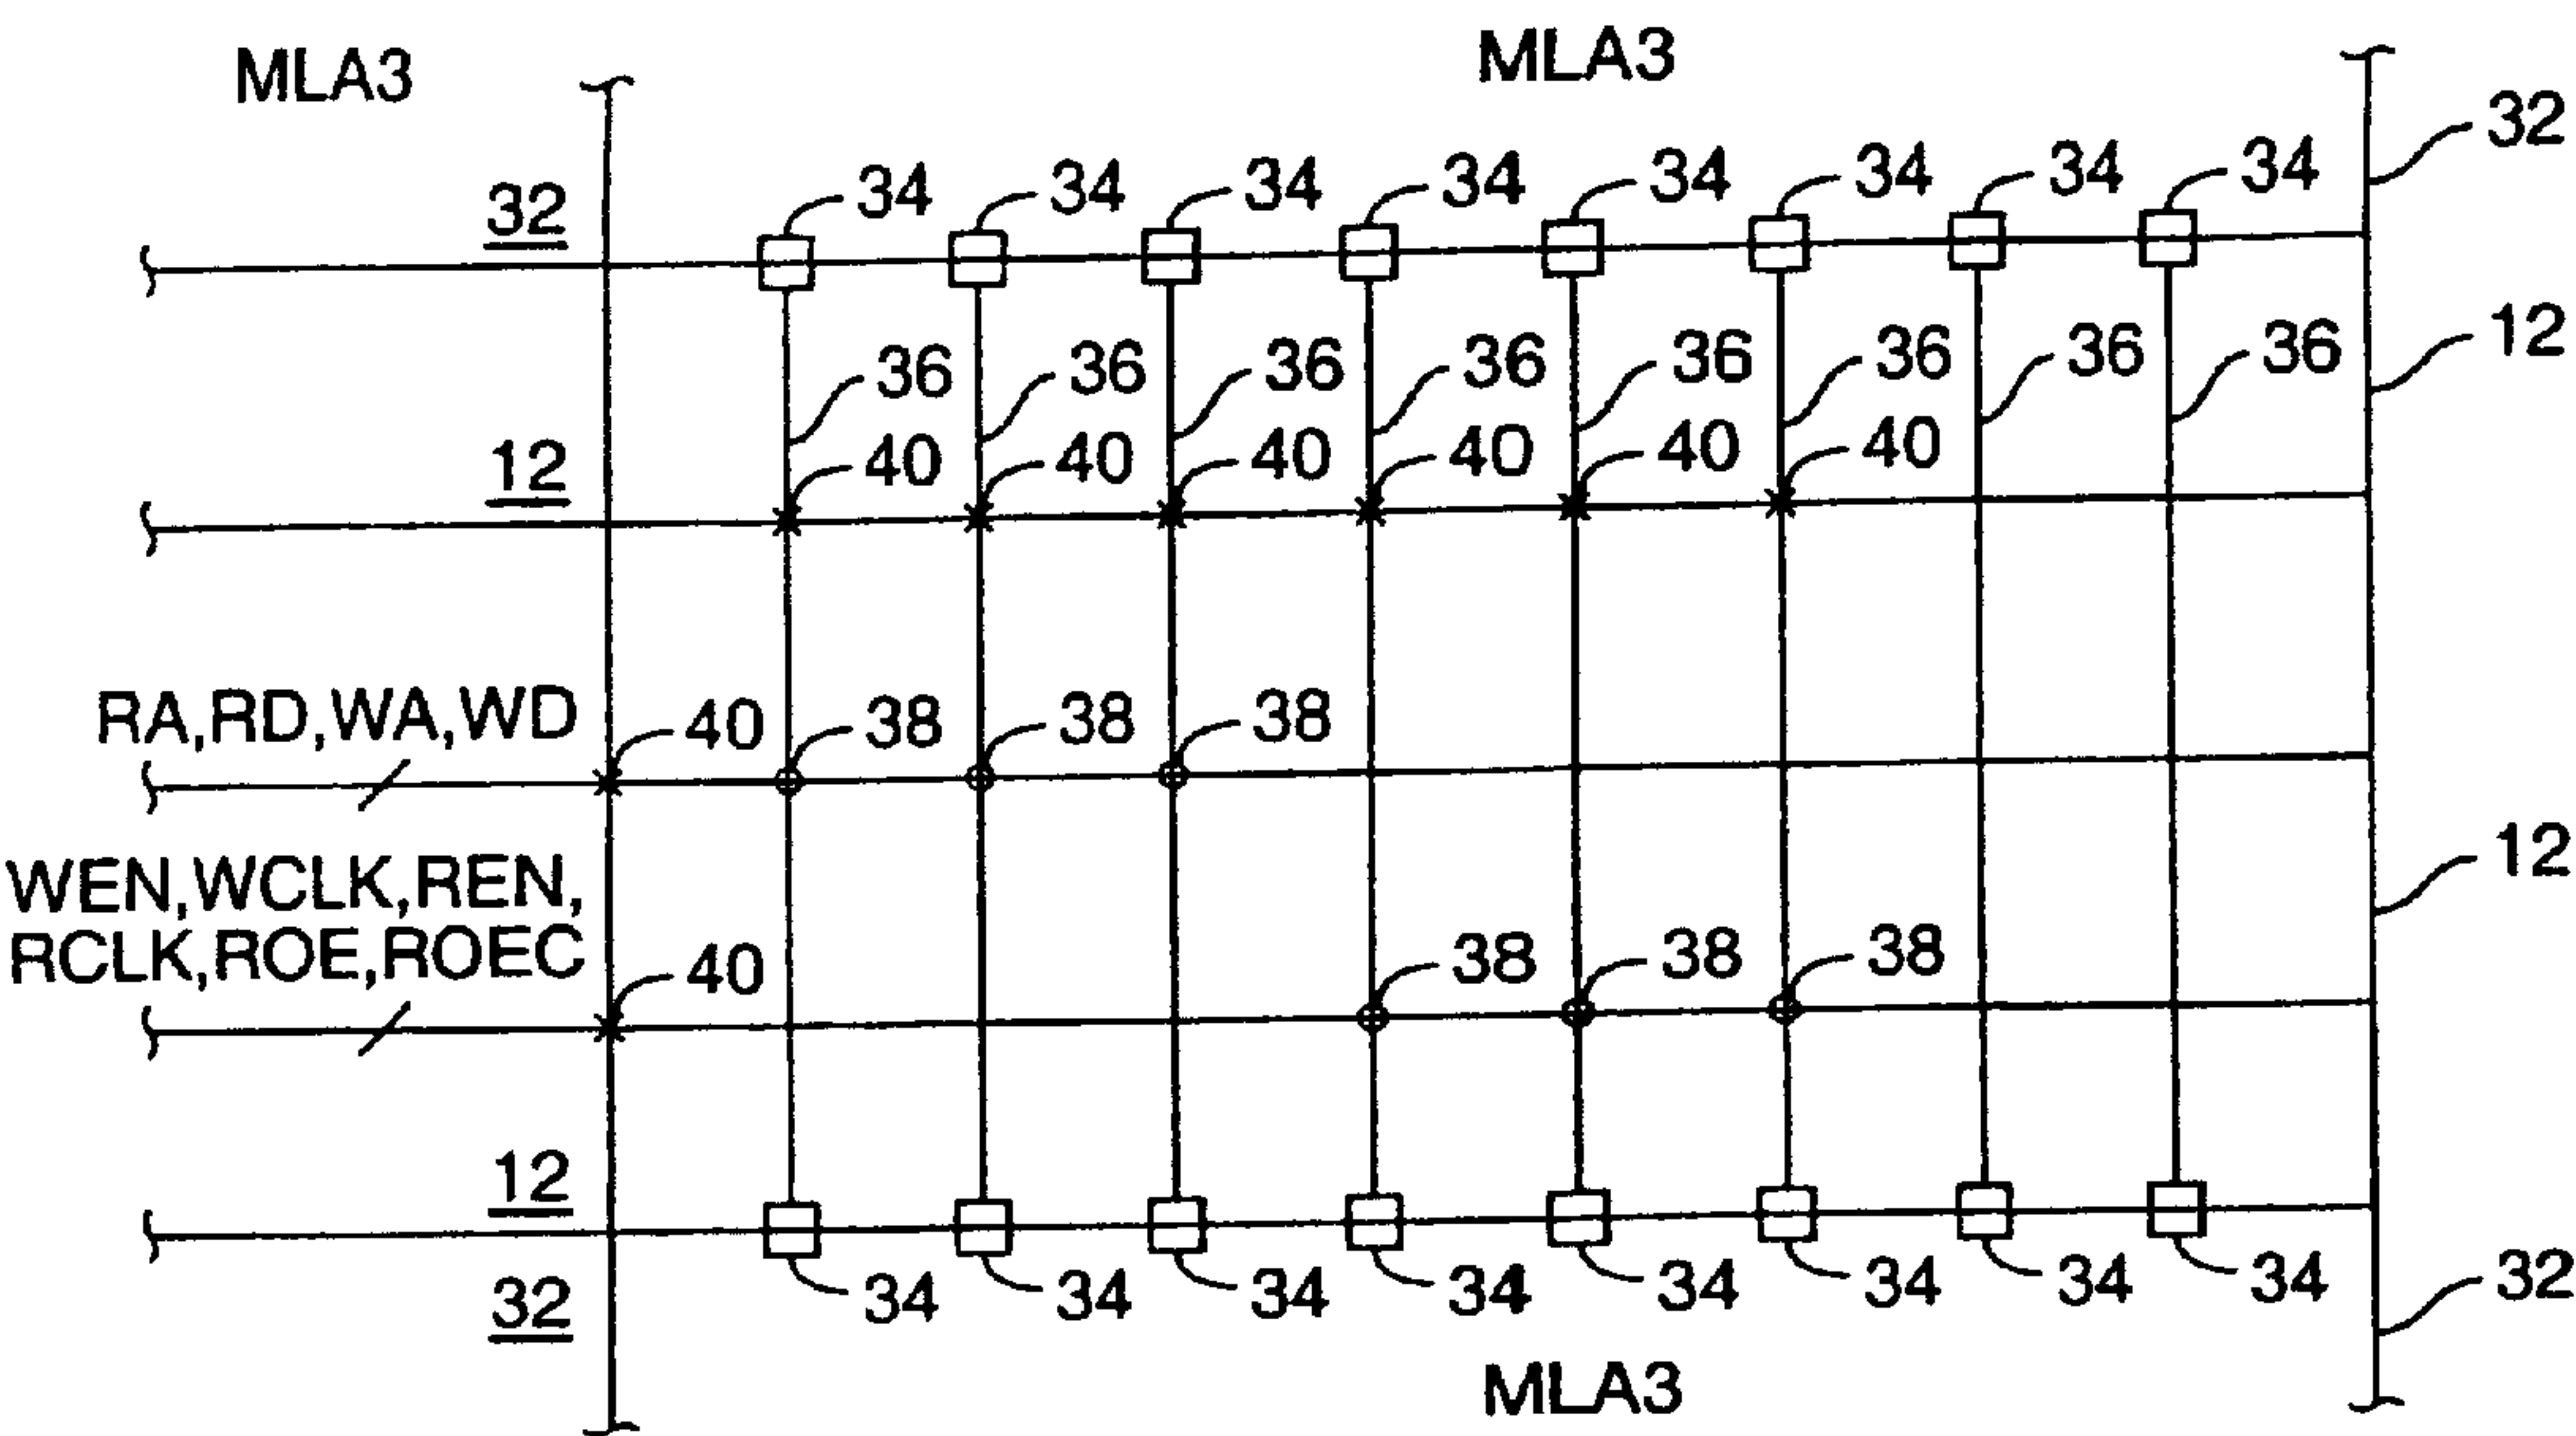 MLA3 MLA3
32
34 34 34 34 34 34 34 34
32
12
36 36 36 36 36 36 36 36
12
40 40 40 40 40 40
RA,RD,WA,WD
40 38 38 38
12
WEN,WCLK,REN,
RCLK,ROE,ROEC
40 38 38 38
12
34 34 34 34 34 34 34 34
32
32
MLA3